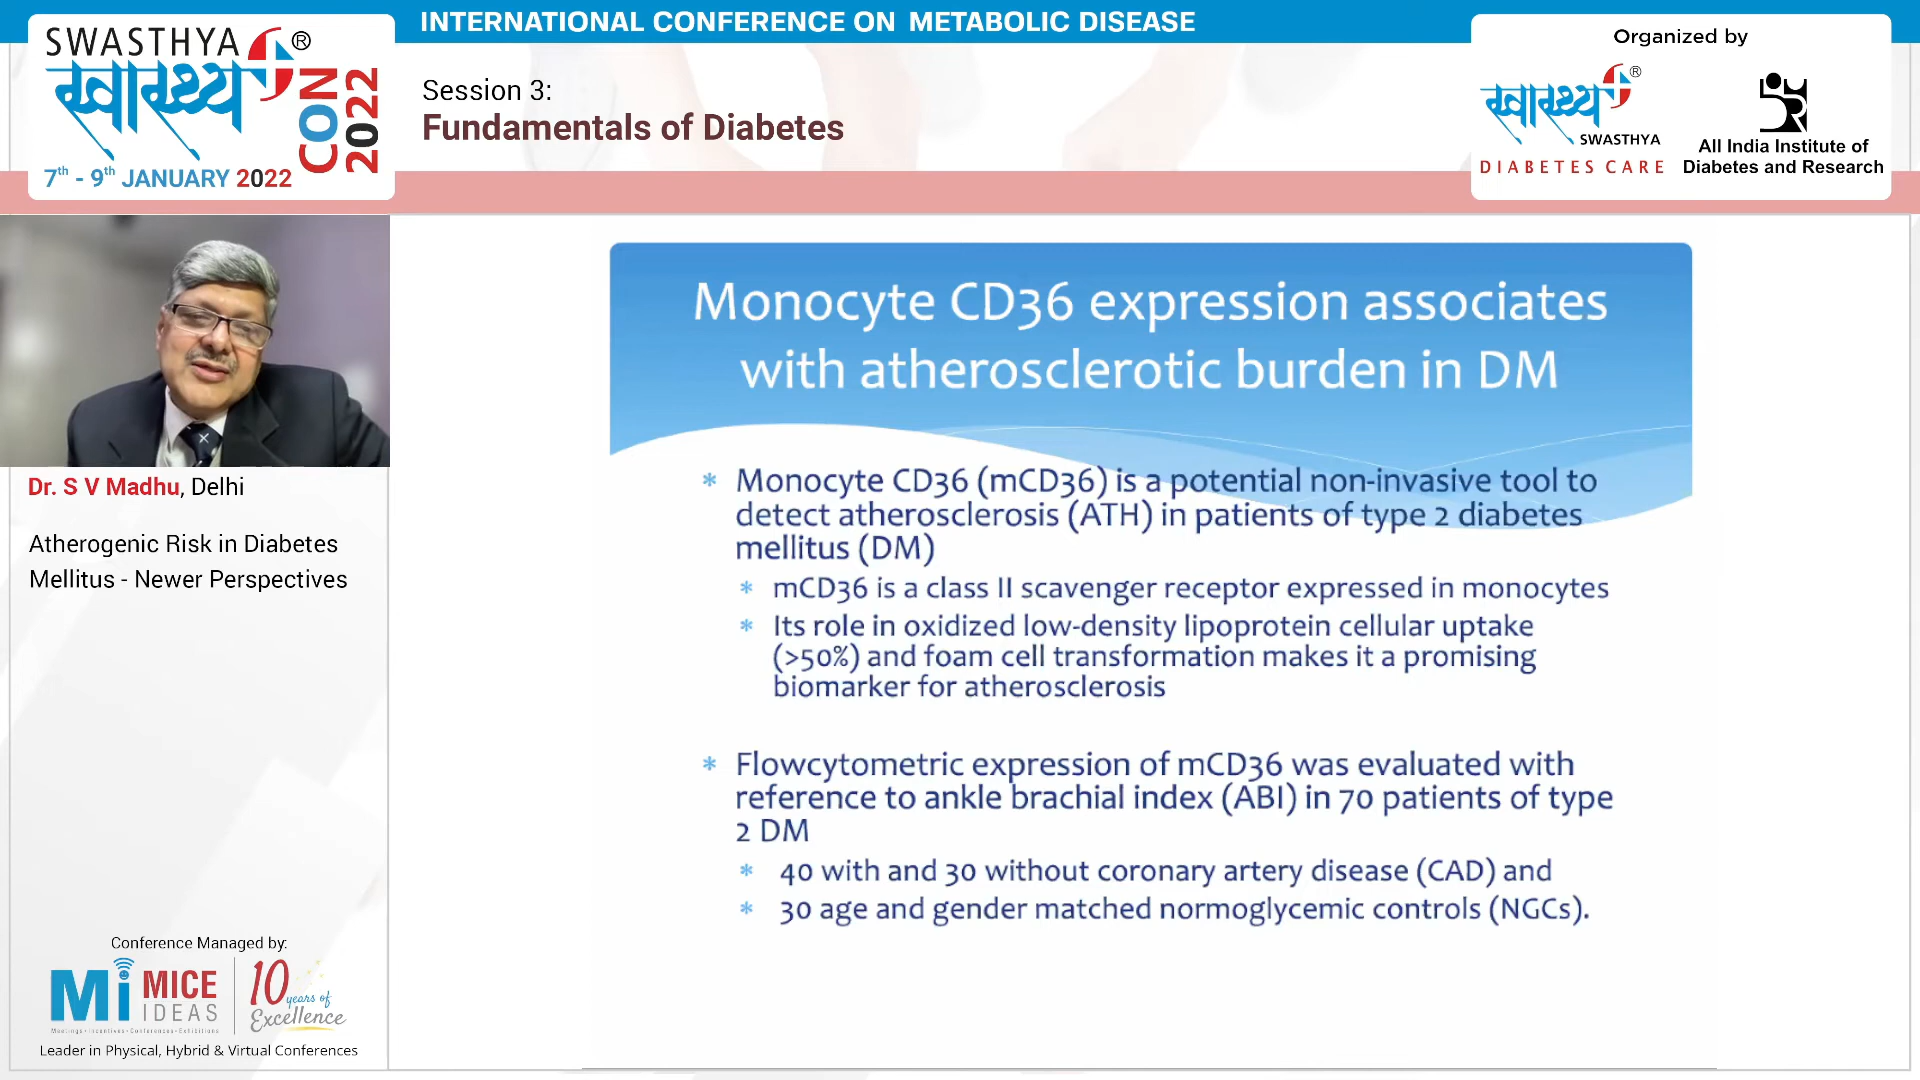 INTERNATIONAL CONFERENCE ON METABOLIC DISEASE
SWASTHYA ®
स्वास्थ्य
CON 2022
7th - 9th JANUARY 2022
Session 3:
Fundamentals of Diabetes
Organized by
स्वास्थ्य ®
SWASTHYA
DIABETES CARE
All India Institute of
Diabetes and Research
Dr. S V Madhu, Delhi
Atherogenic Risk in Diabetes
Mellitus - Newer Perspectives
Conference Managed by:
Mi MICE
IDEAS
Meetings • Incentives • Conferences • Exhibitions
10 years of
Excellence
Leader in Physical, Hybrid & Virtual Conferences
Monocyte CD36 expression associates
with atherosclerotic burden in DM
* Monocyte CD36 (mCD36) is a potential non-invasive tool to
detect atherosclerosis (ATH) in patients of type 2 diabetes
mellitus (DM)
* mCD36 is a class II scavenger receptor expressed in monocytes
* Its role in oxidized low-density lipoprotein cellular uptake
(>50%) and foam cell transformation makes it a promising
biomarker for atherosclerosis
* Flowcytometric expression of mCD36 was evaluated with
reference to ankle brachial index (ABI) in 70 patients of type
2 DM
* 40 with and 30 without coronary artery disease (CAD) and
* 30 age and gender matched normoglycemic controls (NGCs).